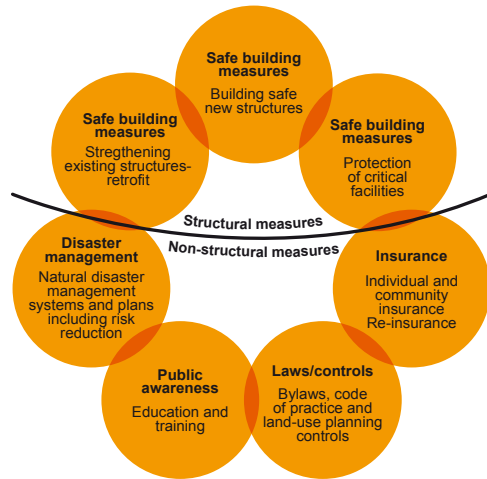 Safe building
measures
Building safe
new structures
Safe building
measures
Stregthening
existing structures-
retrofit
Safe building
measures
Protection
of critical
facilities
Structural measures
Non-structural measures
Disaster
management
Natural disaster
management
systems and plans
including risk
reduction
Insurance
Individual and
community
insurance
Re-insurance
Public
awareness
Education and
training
Laws/controls
Bylaws, code
of practice and
land-use planning
controls